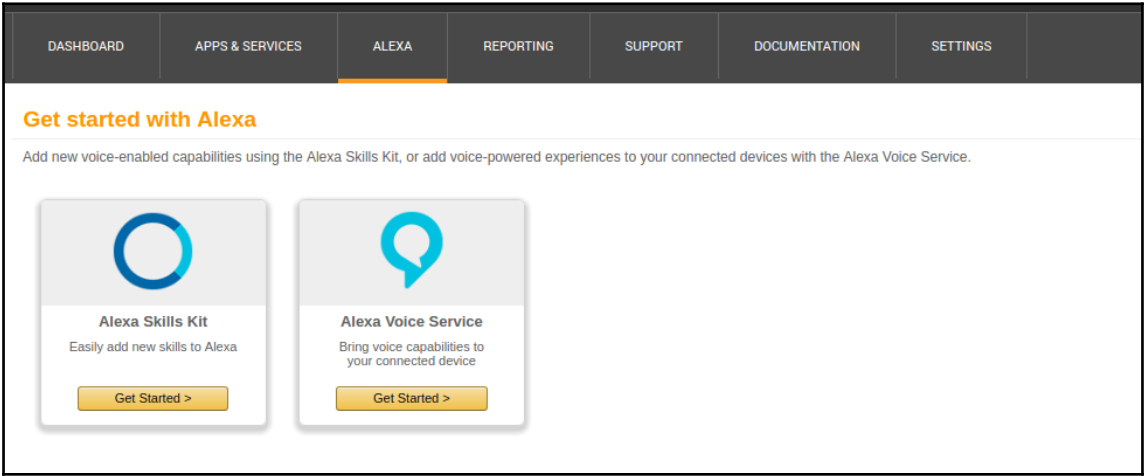 DASHBOARD APPS & SERVICES ALEXA REPORTING SUPPORT DOCUMENTATION SETTINGS
Get started with Alexa
Add new voice-enabled capabilities using the Alexa Skills Kit, or add voice-powered experiences to your connected devices with the Alexa Voice Service.
Alexa Skills Kit
Easily add new skills to Alexa
Get Started >
Alexa Voice Service
Bring voice capabilities to
your connected device
Get Started >